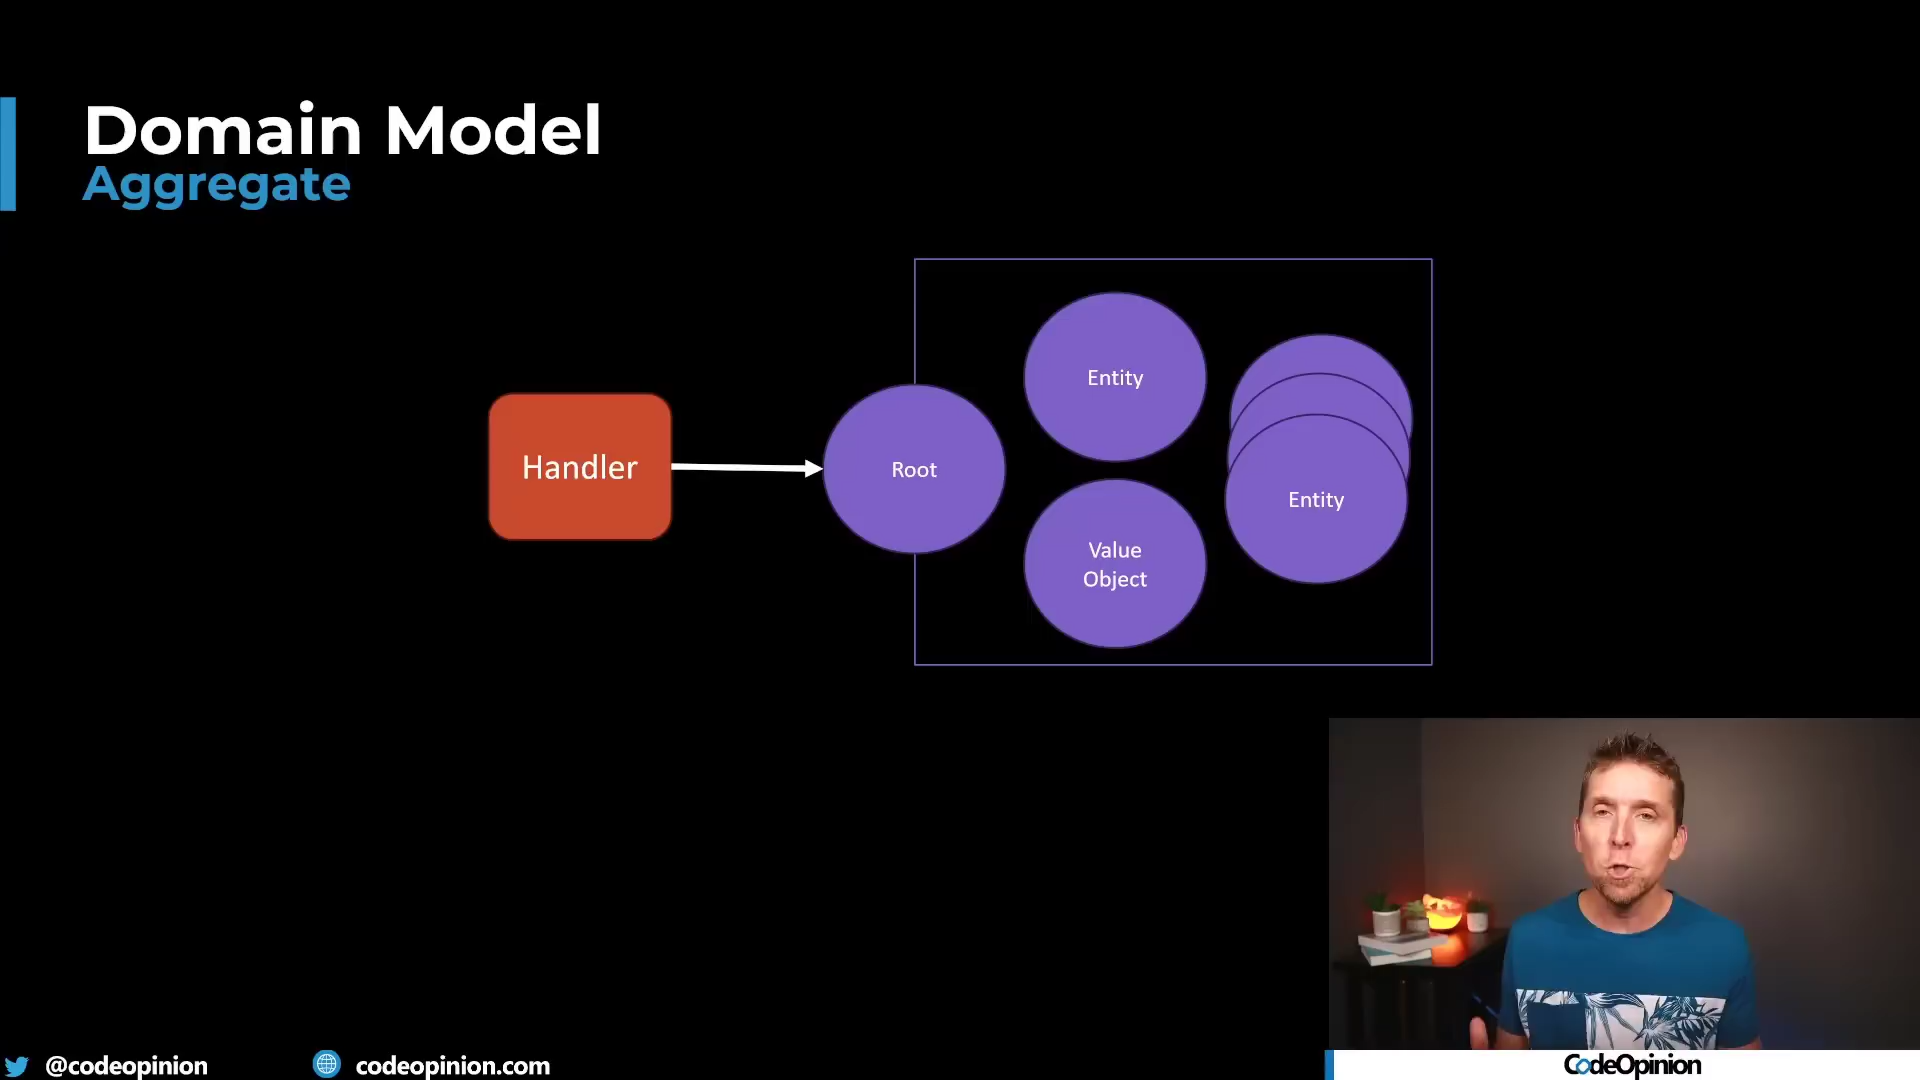 Domain Model
Aggregate
Handler
Root
Entity
Value
Object
Entity
@codeopinion
codeopinion.com
CodeOpinion